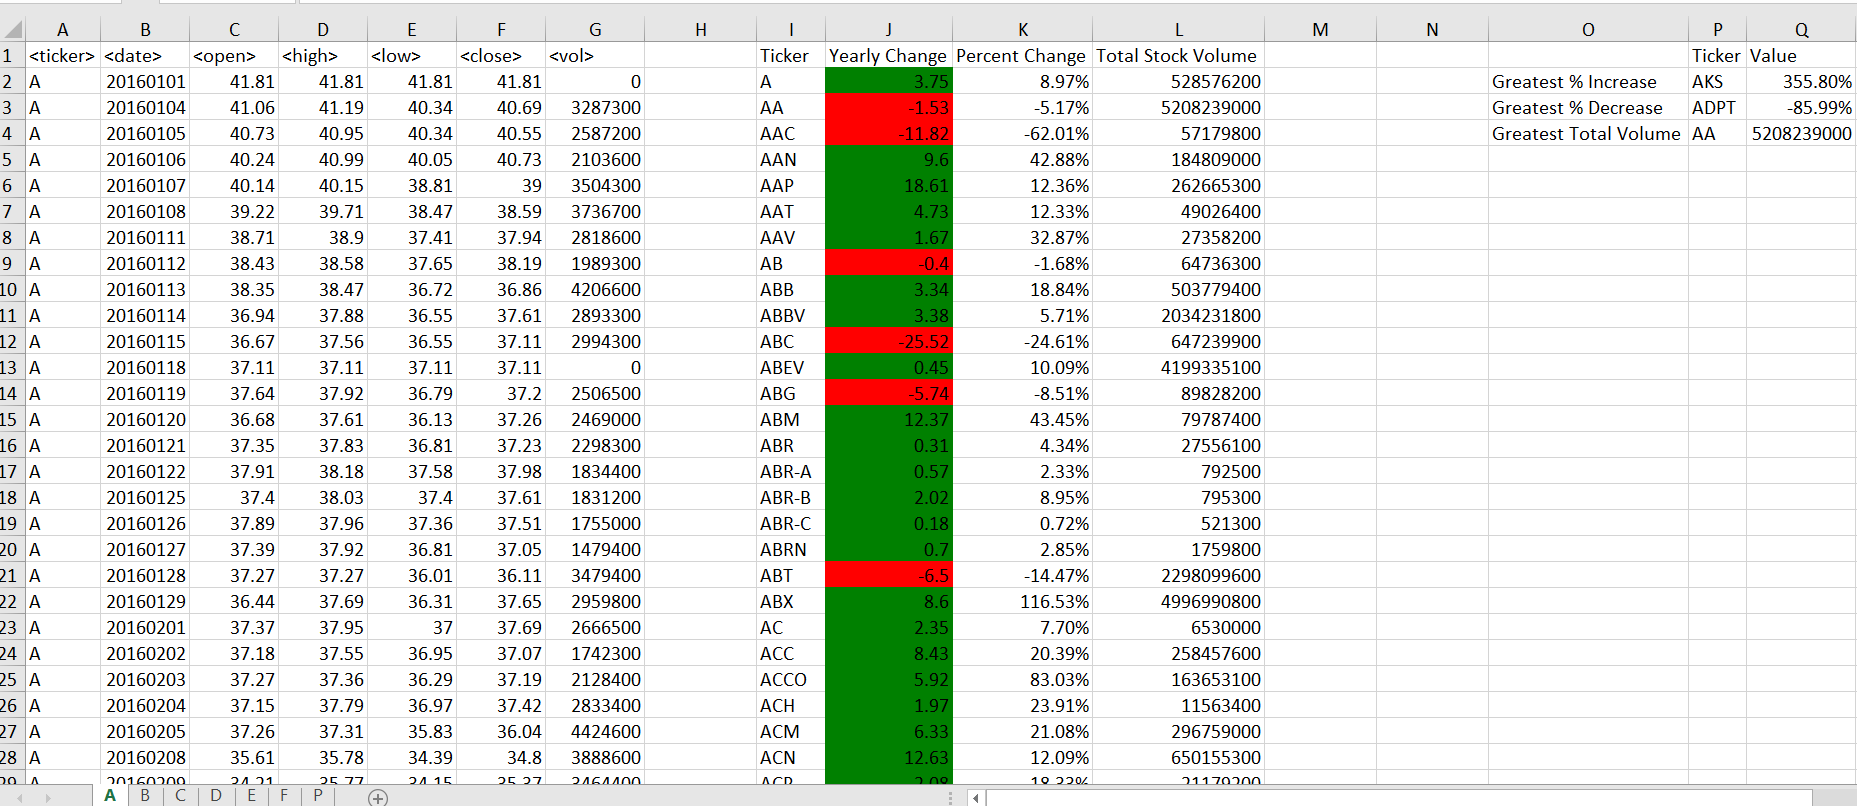 A B C D E F G H I J K L M N O P Q
1 <ticker> <date> <open> <high> <low> <close> <vol> Ticker Yearly Change Percent Change Total Stock Volume Ticker Value
2 A 20160101 41.81 41.81 41.81 41.81 0 A 3.75 8.97% 528576200 Greatest % Increase AKS 355.80%
3 A 20160104 41.06 41.19 40.34 40.69 3287300 AA -1.53 -5.17% 5208239000 Greatest % Decrease ADPT -85.99%
4 A 20160105 40.73 40.95 40.34 40.55 2587200 AAC -11.82 -62.01% 57179800 Greatest Total Volume AA 5208239000
5 A 20160106 40.24 40.99 40.05 40.73 2103600 AAN 9.6 42.88% 184809000
6 A 20160107 40.14 40.15 38.81 39 3504300 AAP 18.61 12.36% 262665300
7 A 20160108 39.22 39.71 38.47 38.59 3736700 AAT 4.73 12.33% 49026400
8 A 20160111 38.71 38.9 37.41 37.94 2818600 AAV 1.67 32.87% 27358200
9 A 20160112 38.43 38.58 37.65 38.19 1989300 AB -0.4 -1.68% 64736300
10 A 20160113 38.35 38.47 36.72 36.86 4206600 ABB 3.34 18.84% 503779400
11 A 20160114 36.94 37.88 36.55 37.61 2893300 ABBV 3.38 5.71% 2034231800
12 A 20160115 36.67 37.56 36.55 37.11 2994300 ABC -25.52 -24.61% 647239900
13 A 20160118 37.11 37.11 37.11 37.11 0 ABEV 0.45 10.09% 4199335100
14 A 20160119 37.64 37.92 36.79 37.2 2506500 ABG -5.74 -8.51% 89828200
15 A 20160120 36.68 37.61 36.13 37.26 2469000 ABM 12.37 43.45% 79787400
16 A 20160121 37.35 37.83 36.81 37.23 2298300 ABR 0.31 4.34% 27556100
17 A 20160122 37.91 38.18 37.58 37.98 1834400 ABR-A 0.57 2.33% 792500
18 A 20160125 37.4 38.03 37.4 37.61 1831200 ABR-B 2.02 8.95% 795300
19 A 20160126 37.89 37.96 37.36 37.51 1755000 ABR-C 0.18 0.72% 521300
20 A 20160127 37.39 37.92 36.81 37.05 1479400 ABRN 0.7 2.85% 1759800
21 A 20160128 37.27 37.27 36.01 36.11 3479400 ABT -6.5 -14.47% 2298099600
22 A 20160129 36.44 37.69 36.31 37.65 2959800 ABX 8.6 116.53% 4996990800
23 A 20160201 37.37 37.95 37 37.69 2666500 AC 2.35 7.70% 6530000
24 A 20160202 37.18 37.55 36.95 37.07 1742300 ACC 8.43 20.39% 258457600
25 A 20160203 37.27 37.36 36.29 37.19 2128400 ACCO 5.92 83.03% 163653100
26 A 20160204 37.15 37.79 36.97 37.42 2833400 ACH 1.97 23.91% 11563400
27 A 20160205 37.26 37.31 35.83 36.04 4424600 ACM 6.33 21.08% 296759000
28 A 20160208 35.61 35.78 34.39 34.8 3888600 ACN 12.63 12.09% 650155300
A B C D E F P